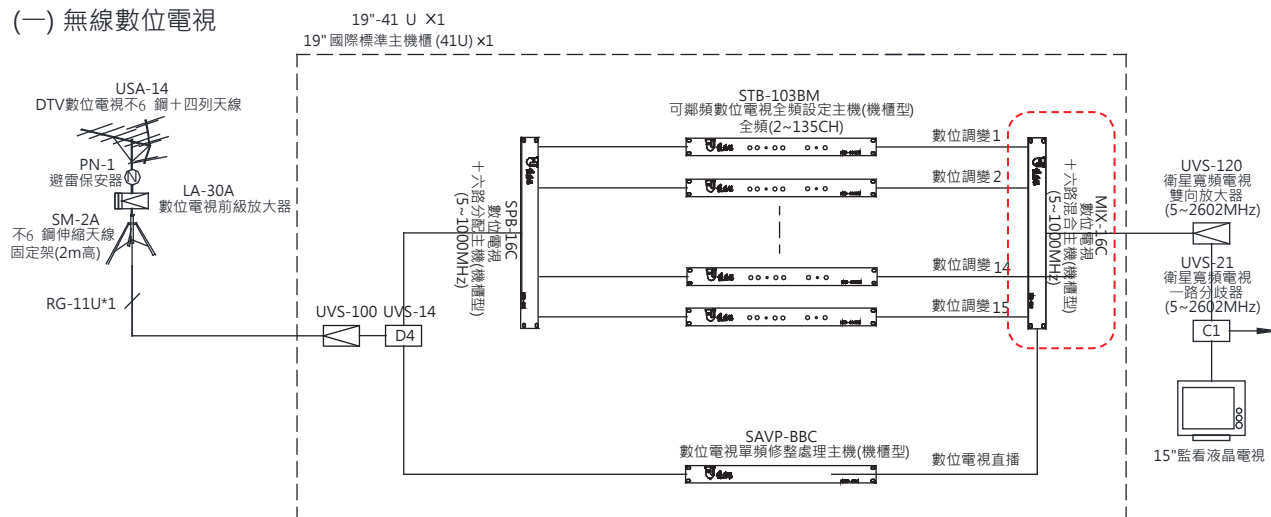 (一) 無線數位電視
19"-41 U ×1
19" 國際標準主機櫃 (41U) ×1
USA-14
DTV數位電視不6 鋼十四列天線
PN-1
避雷保安器
N
LA-30A
數位電視前級放大器
SM-2A
不6 鋼伸縮天線
固定架(2m高)
RG-11U*1
UVS-100
UVS-14
D4
SPB-16C
數位電視
十六路分配主機(機櫃型)
(5~1000MHz)
STB-103BM
可鄰頻數位電視全頻設定主機(機櫃型)
全頻(2~135CH)
數位調變1
數位調變2
數位調變14
數位調變15
SAVP-BBC
數位電視單頻修整處理主機(機櫃型)
數位電視直播
MIX-16C
數位電視
十六路混合主機(機櫃型)
(5~1000MHz)
UVS-120
衛星寬頻電視
雙向放大器
(5~2602MHz)
UVS-21
衛星寬頻電視
一路分歧器
(5~2602MHz)
C1
15"監看液晶電視